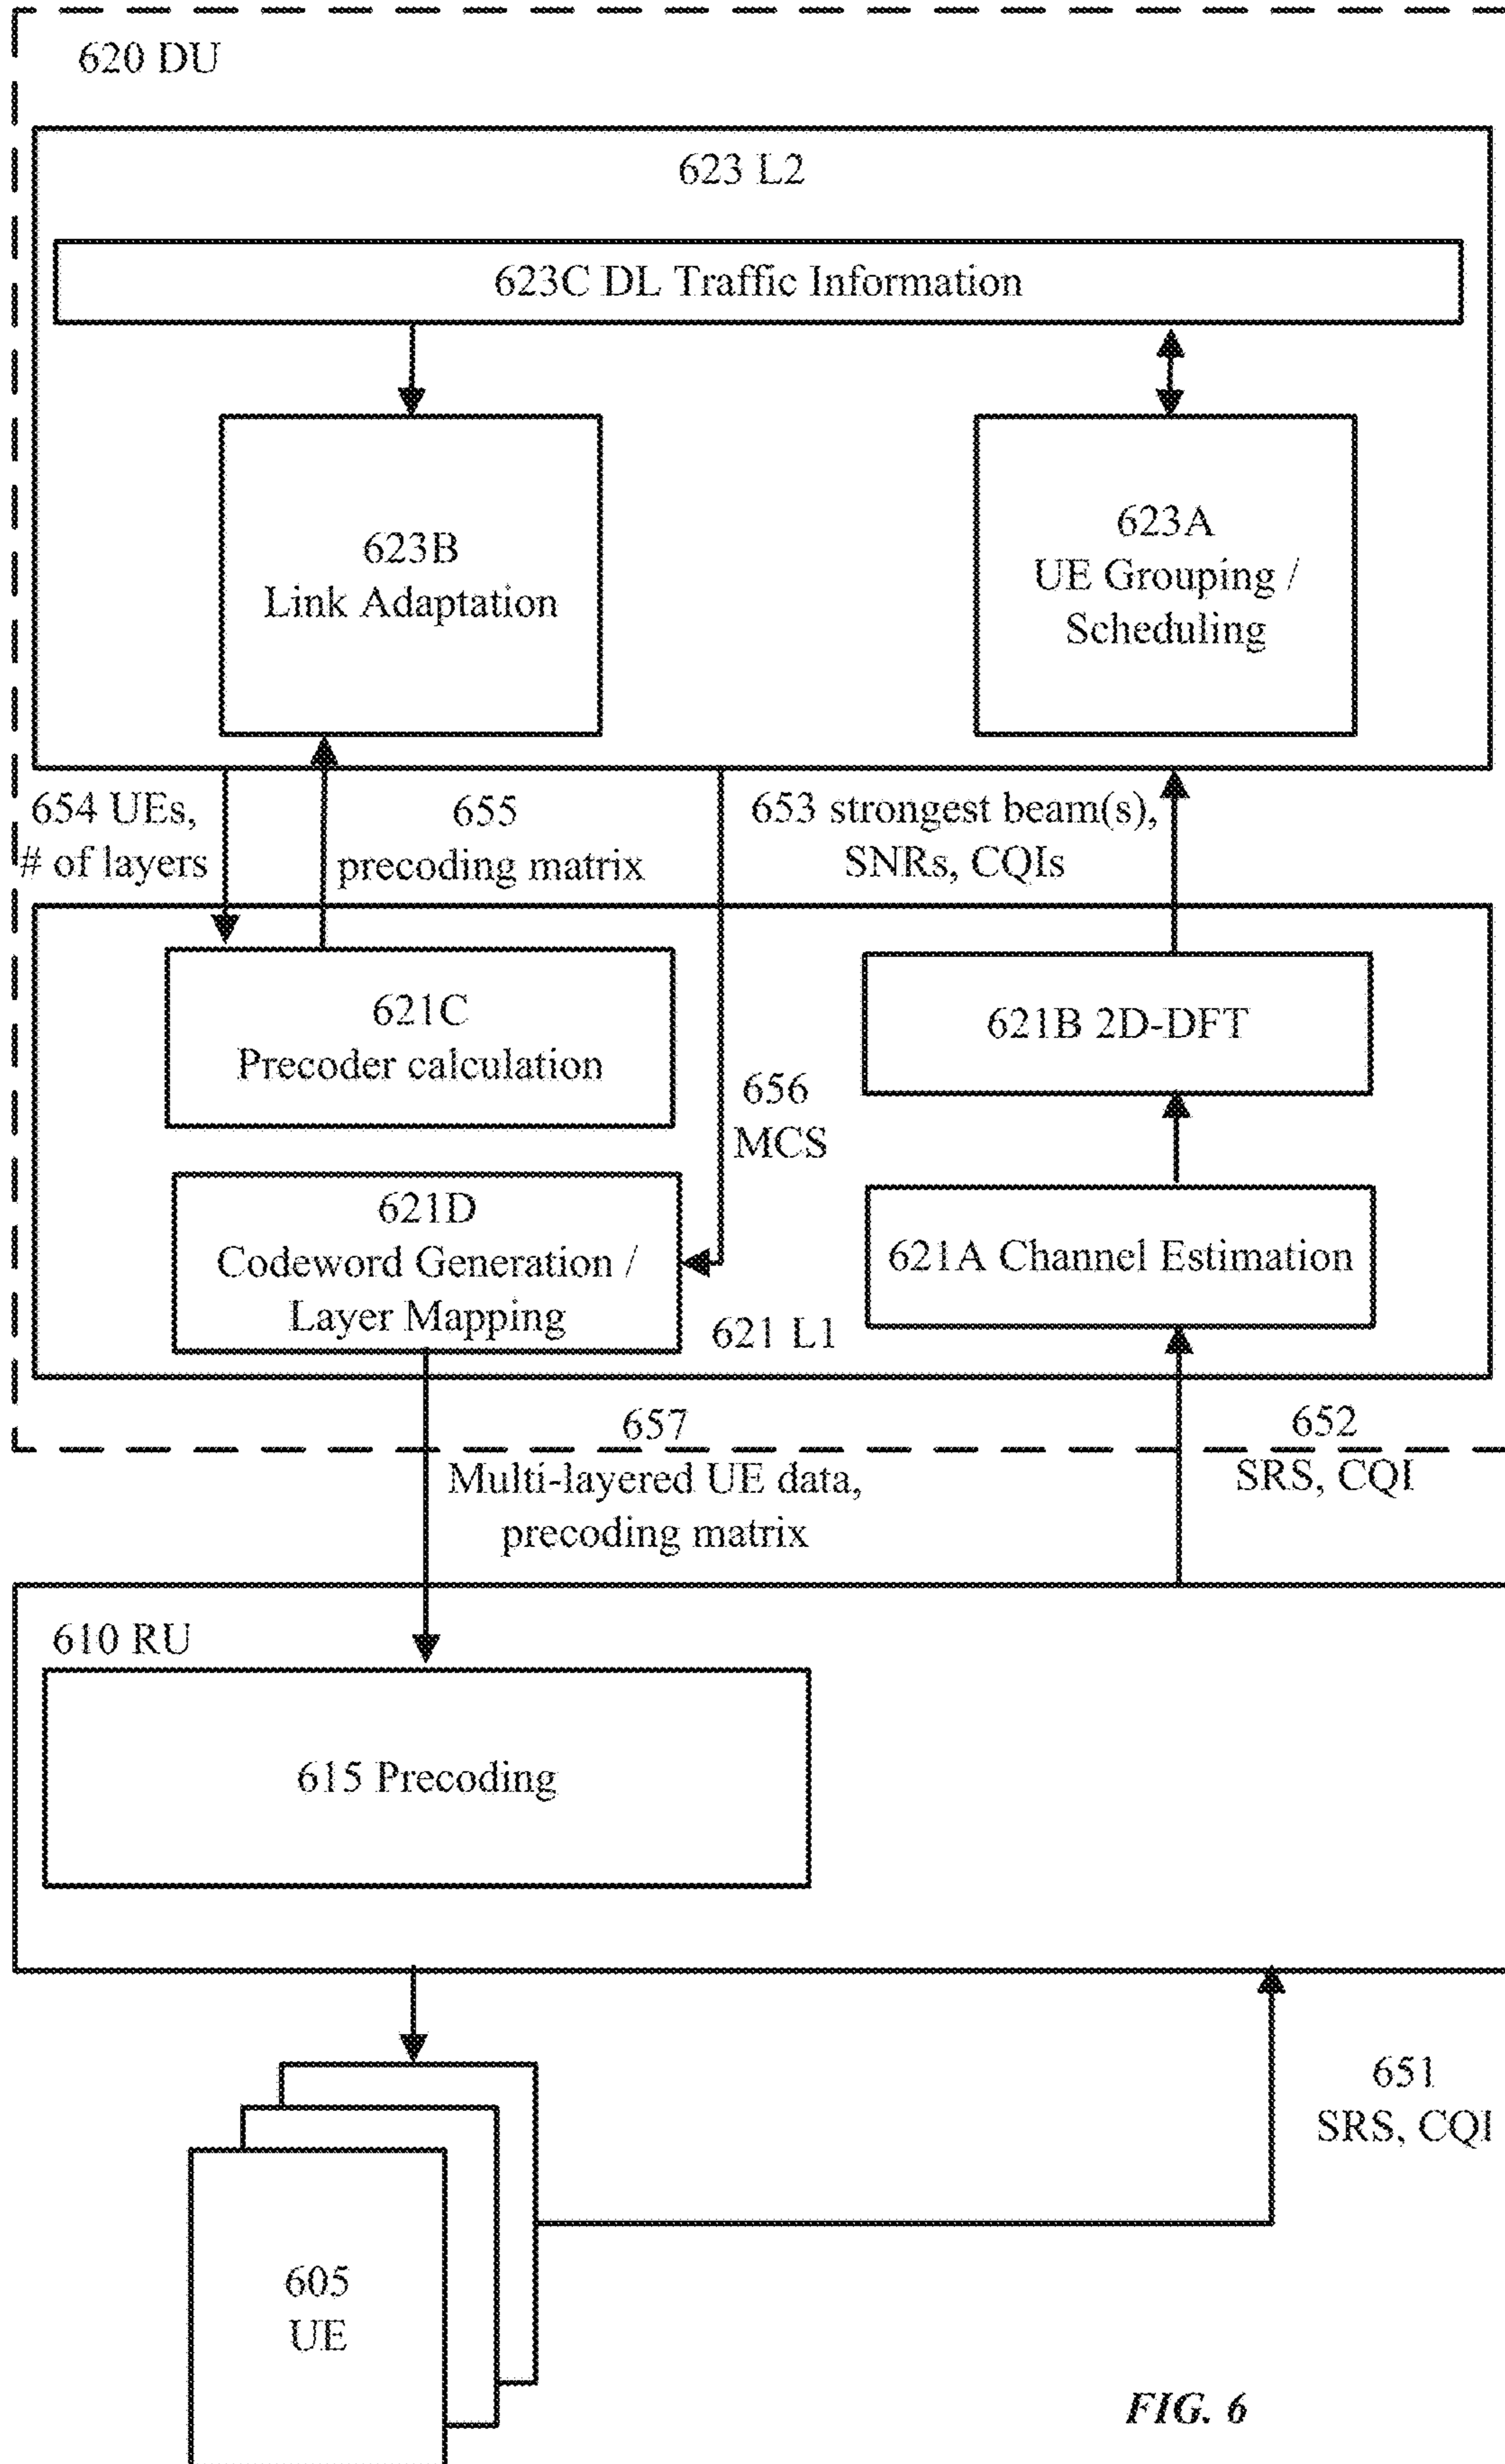 620 DU
623 L2
623C DL Traffic Information
623B
Link Adaptation
623A
UE Grouping /
Scheduling
654 UEs,
# of layers
655
precoding matrix
653 strongest beam(s),
SNRs, CQIs
621C
Precoder calculation
621B 2D-DFT
656
MCS
621D
Codeword Generation /
Layer Mapping
621A Channel Estimation
621 L1
657
Multi-layered UE data,
precoding matrix
652
SRS, CQI
610 RU
615 Precoding
651
SRS, CQI
605
UE
FIG. 6